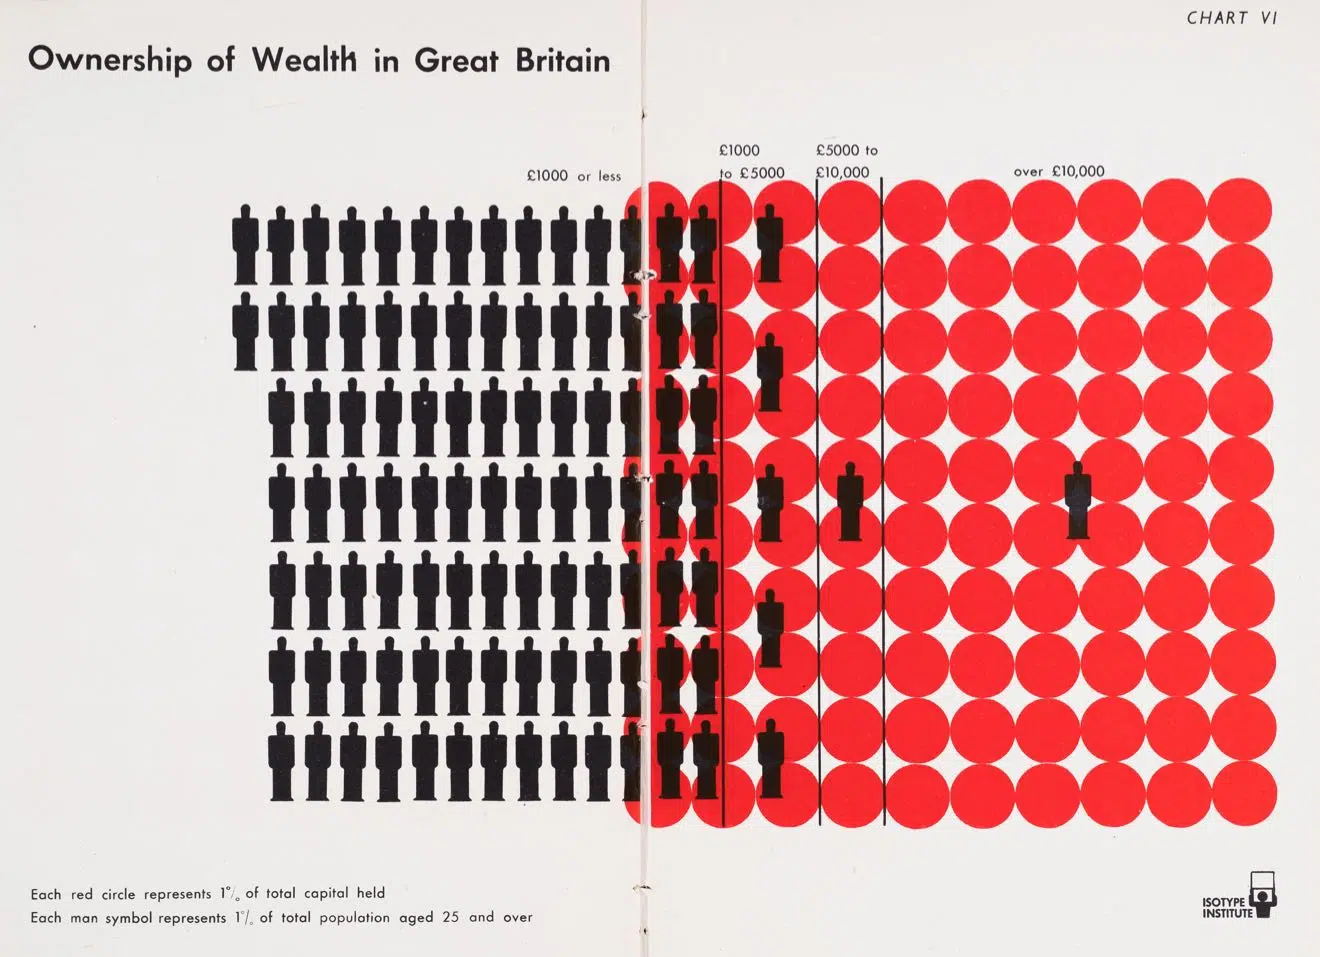 CHART VI
Ownership of Wealth in Great Britain
£1000 or less
£1000
to £5000
£5000 to
£10,000
over £10,000
Each red circle represents 1% of total capital held
Each man symbol represents 1% of total population aged 25 and over
ISOTYPE
INSTITUTE